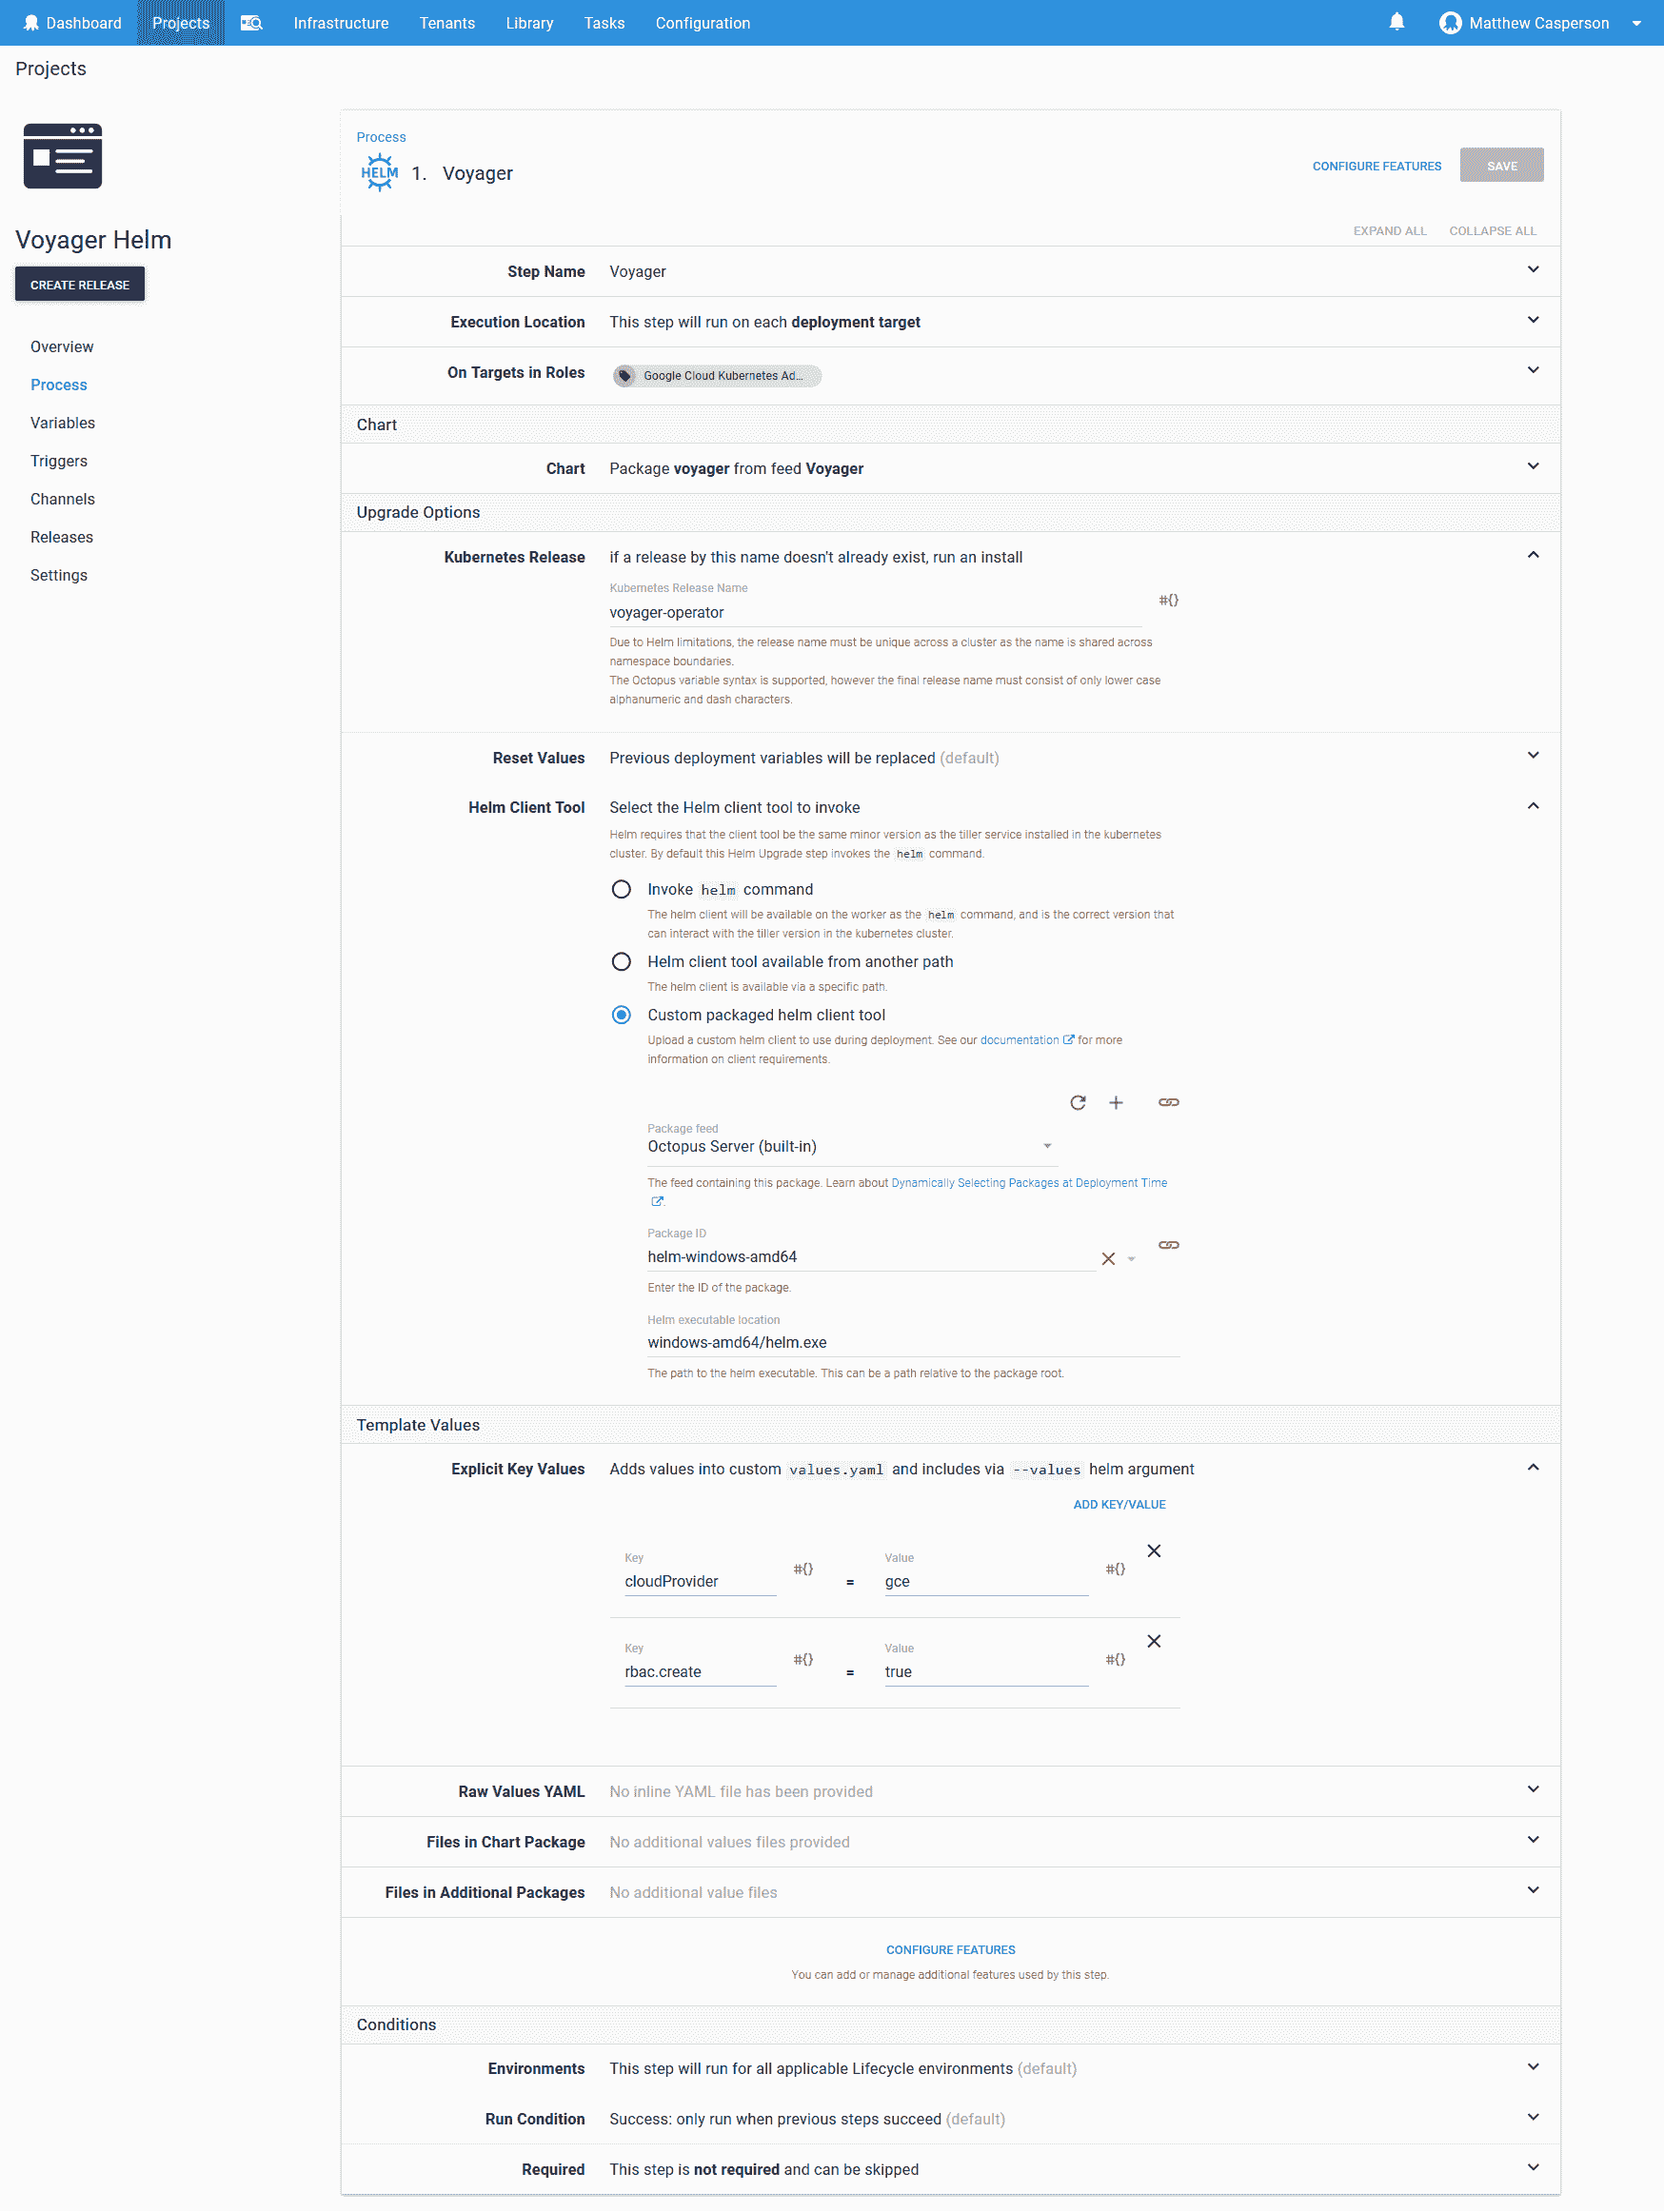 Dashboard Projects Infrastructure Tenants Library Tasks Configuration Matthew Casperson
Projects
Voyager Helm
CREATE RELEASE
Overview
Process
Variables
Triggers
Channels
Releases
Settings
Process
HELM 1. Voyager
CONFIGURE FEATURES SAVE
EXPAND ALL COLLAPSE ALL
Step Name Voyager
Execution Location This step will run on each deployment target
On Targets in Roles Google Cloud Kubernetes Ad...
Chart
Chart Package voyager from feed Voyager
Upgrade Options
Kubernetes Release if a release by this name doesn't already exist, run an install
Kubernetes Release Name
voyager-operator #{}
Due to Helm limitations, the release name must be unique across a cluster as the name is shared across
namespace boundaries.
The Octopus variable syntax is supported, however the final release name must consist of only lower case
alphanumeric and dash characters.
Reset Values Previous deployment variables will be replaced (default)
Helm Client Tool Select the Helm client tool to invoke
Helm requires that the client tool be the same minor version as the tiller service installed in the kubernetes
cluster. By default this Helm Upgrade step invokes the helm command.
Invoke helm command
The helm client will be available on the worker as the helm command, and is the correct version that
can interact with the tiller version in the kubernetes cluster.
Helm client tool available from another path
The helm client is available via a specific path.
Custom packaged helm client tool
Upload a custom helm client to use during deployment. See our documentation for more
information on client requirements.
Package feed
Octopus Server (built-in)
The feed containing this package. Learn about Dynamically Selecting Packages at Deployment Time
.
Package ID
helm-windows-amd64
Enter the ID of the package.
Helm executable location
windows-amd64/helm.exe
The path to the helm executable. This can be a path relative to the package root.
Template Values
Explicit Key Values Adds values into custom values.yaml and includes via --values helm argument
ADD KEY/VALUE
Key Value
cloudProvider #{} = gce #{}
Key Value
rbac.create #{} = true #{}
Raw Values YAML No inline YAML file has been provided
Files in Chart Package No additional values files provided
Files in Additional Packages No additional value files
CONFIGURE FEATURES
You can add or manage additional features used by this step.
Conditions
Environments This step will run for all applicable Lifecycle environments (default)
Run Condition Success: only run when previous steps succeed (default)
Required This step is not required and can be skipped